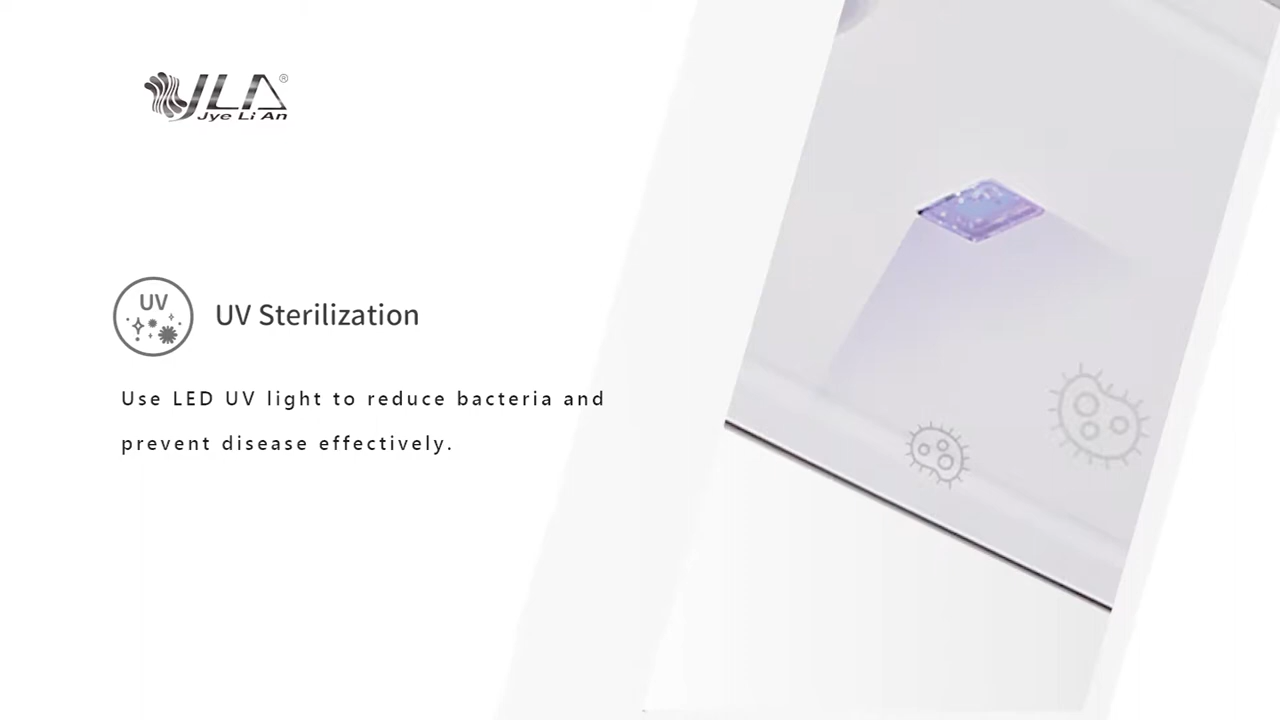 JLA®
Jye Li An
UV
UV Sterilization
Use LED UV light to reduce bacteria and
prevent disease effectively.